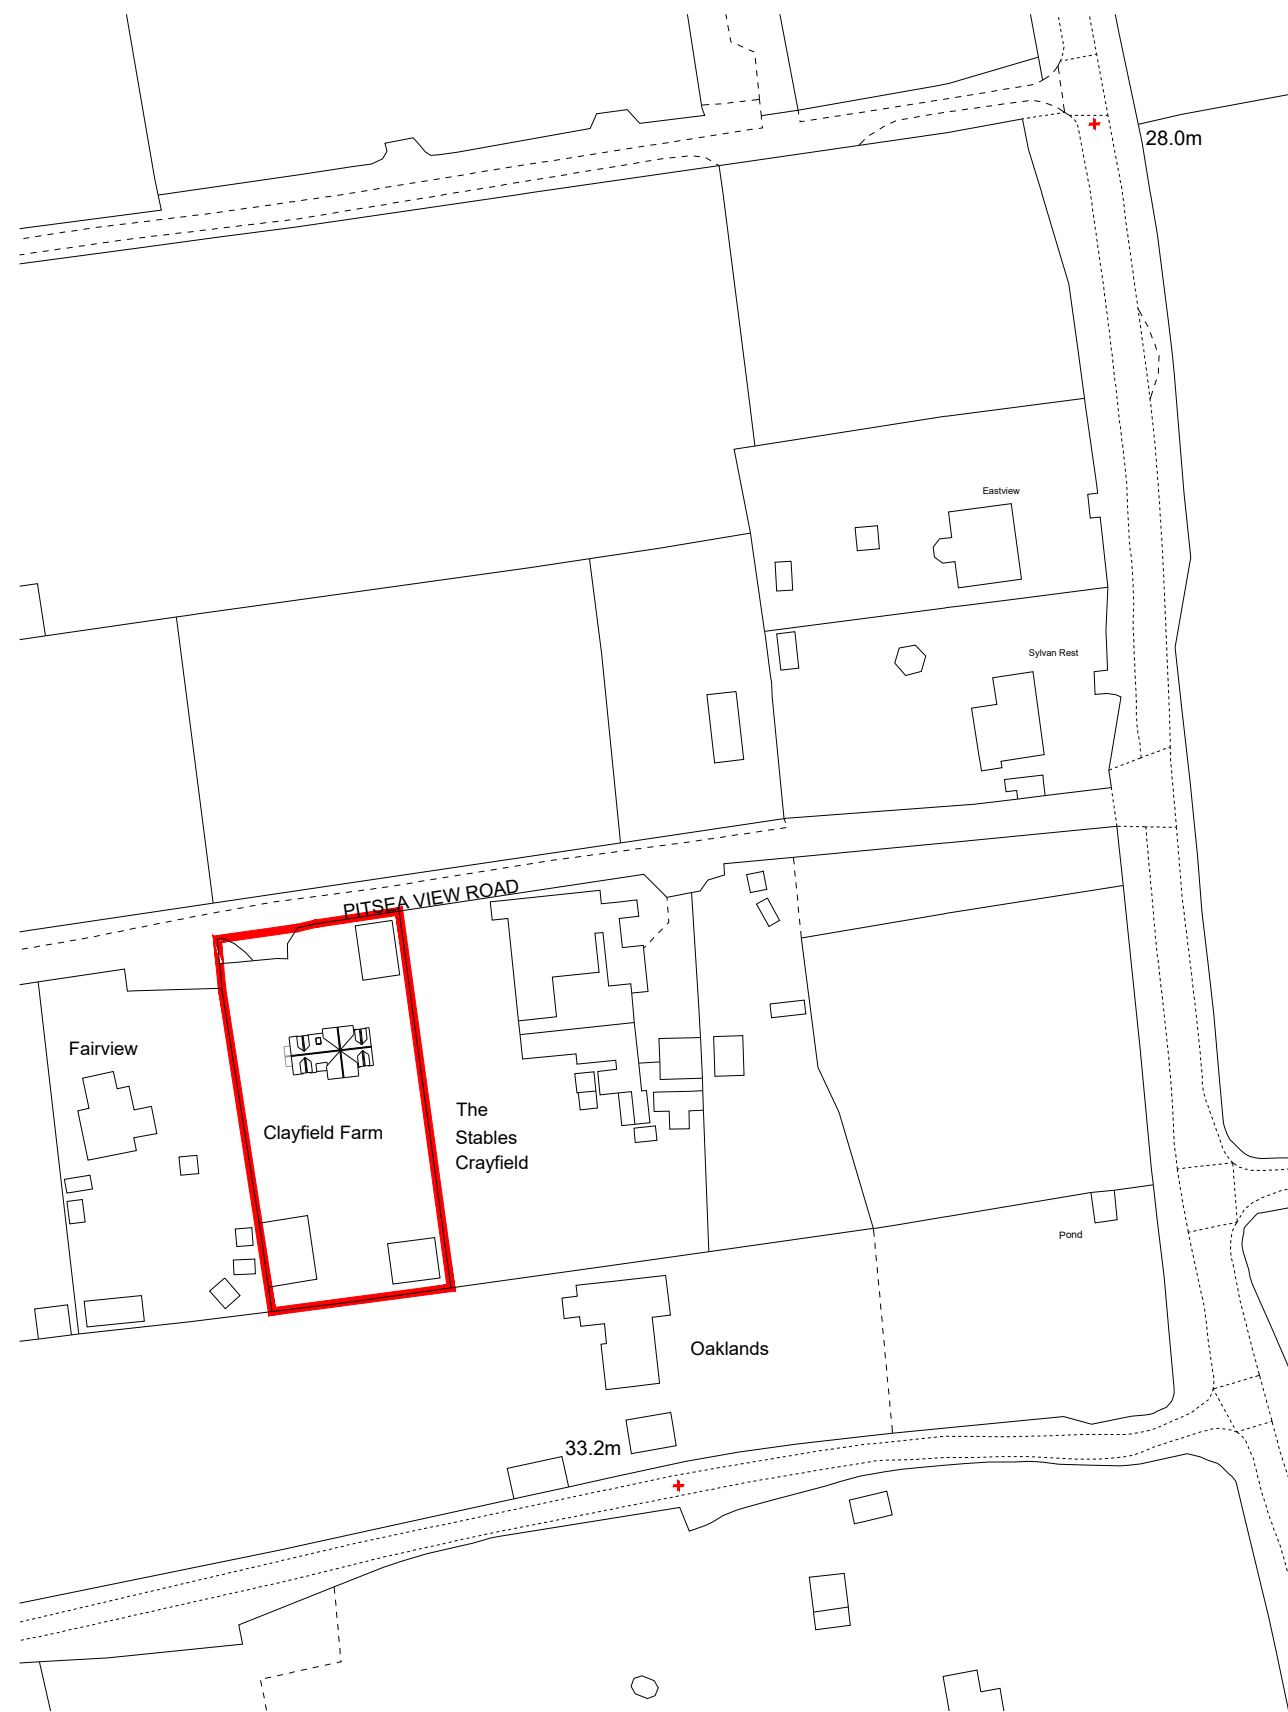 28.0m
Eastview
Sylvan Rest
PITSEA VIEW ROAD
Fairview
Clayfield Farm
The
Stables
Crayfield
Pond
Oaklands
33.2m